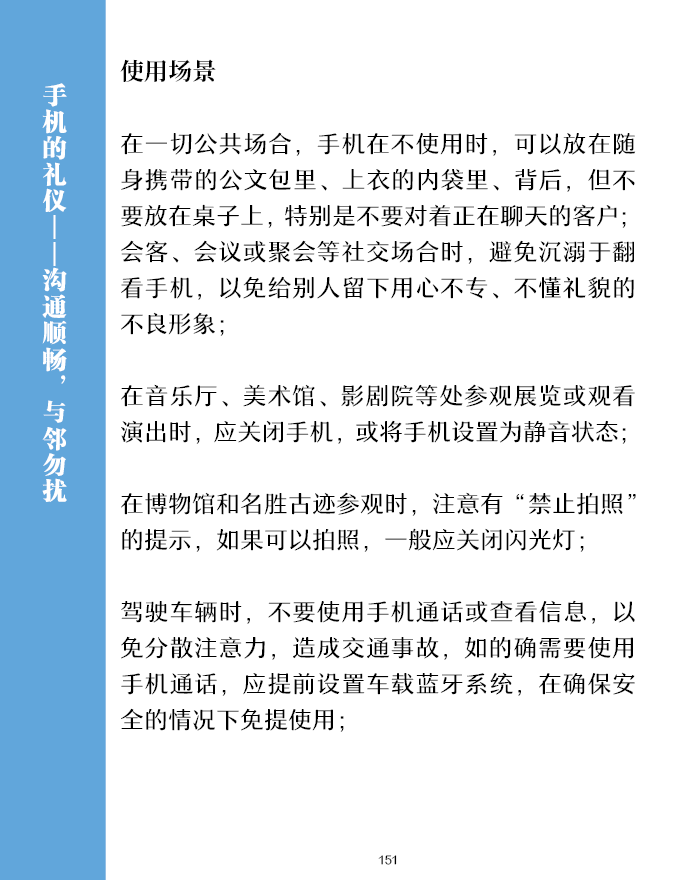 手机的礼仪——沟通顺畅，与邻勿扰
使用场景
在一切公共场合，手机在不使用时，可以放在随
身携带的公文包里、上衣的内袋里、背后，但不
要放在桌子上，特别是不要对着正在聊天的客户；
会客、会议或聚会等社交场合时，避免沉溺于翻
看手机，以免给别人留下用心不专、不懂礼貌的
不良形象；
在音乐厅、美术馆、影剧院等处参观展览或观看
演出时，应关闭手机，或将手机设置为静音状态；
在博物馆和名胜古迹参观时，注意有“禁止拍照”
的提示，如果可以拍照，一般应关闭闪光灯；
驾驶车辆时，不要使用手机通话或查看信息，以
免分散注意力，造成交通事故，如的确需要使用
手机通话，应提前设置车载蓝牙系统，在确保安
全的情况下免提使用；
151